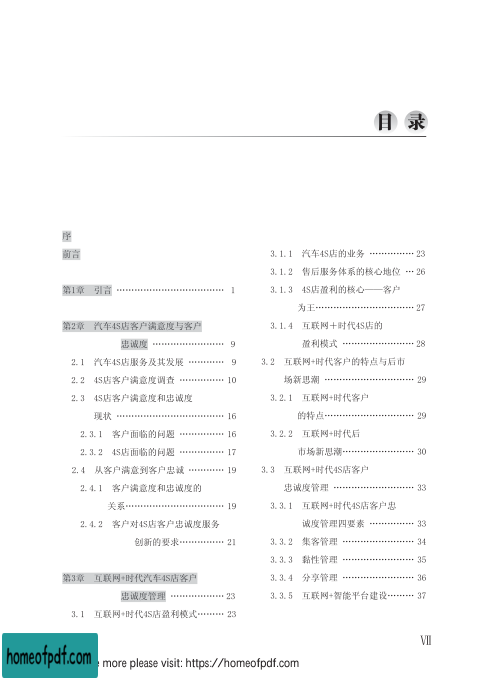 目 录
序
前言
第1章 引言 ……………………………… 1
第2章 汽车4S店客户满意度与客户
忠诚度 …………………… 9
2.1 汽车4S店服务及其发展 ………… 9
2.2 4S店客户满意度调查 …………… 10
2.3 4S店客户满意度和忠诚度
现状 ……………………………… 16
2.3.1 客户面临的问题 …………… 16
2.3.2 4S店面临的问题 …………… 17
2.4 从客户满意到客户忠诚 ………… 19
2.4.1 客户满意度和忠诚度的
关系…………………………… 19
2.4.2 客户对4S店客户忠诚度服务
创新的要求…………… 21
第3章 互联网+时代汽车4S店客户
忠诚度管理 ……………… 23
3.1 互联网+时代4S店盈利模式……… 23
3.1.1 汽车4S店的业务 …………… 23
3.1.2 售后服务体系的核心地位 … 26
3.1.3 4S店盈利的核心——客户
为王…………………………… 27
3.1.4 互联网+时代4S店的
盈利模式 …………………… 28
3.2 互联网+时代客户的特点与后市
场新思潮 ………………………… 29
3.2.1 互联网+时代客户
的特点………………………… 29
3.2.2 互联网+时代后
市场新思潮…………………… 30
3.3 互联网+时代4S店客户
忠诚度管理 ……………………… 33
3.3.1 互联网+时代4S店客户忠
诚度管理四要素 …………… 33
3.3.2 集客管理 …………………… 34
3.3.3 黏性管理 …………………… 35
3.3.4 分享管理 …………………… 36
3.3.5 互联网+智能平台建设……… 37
VII
homeofpdf.com
more please visit: https://homeofpdf.com